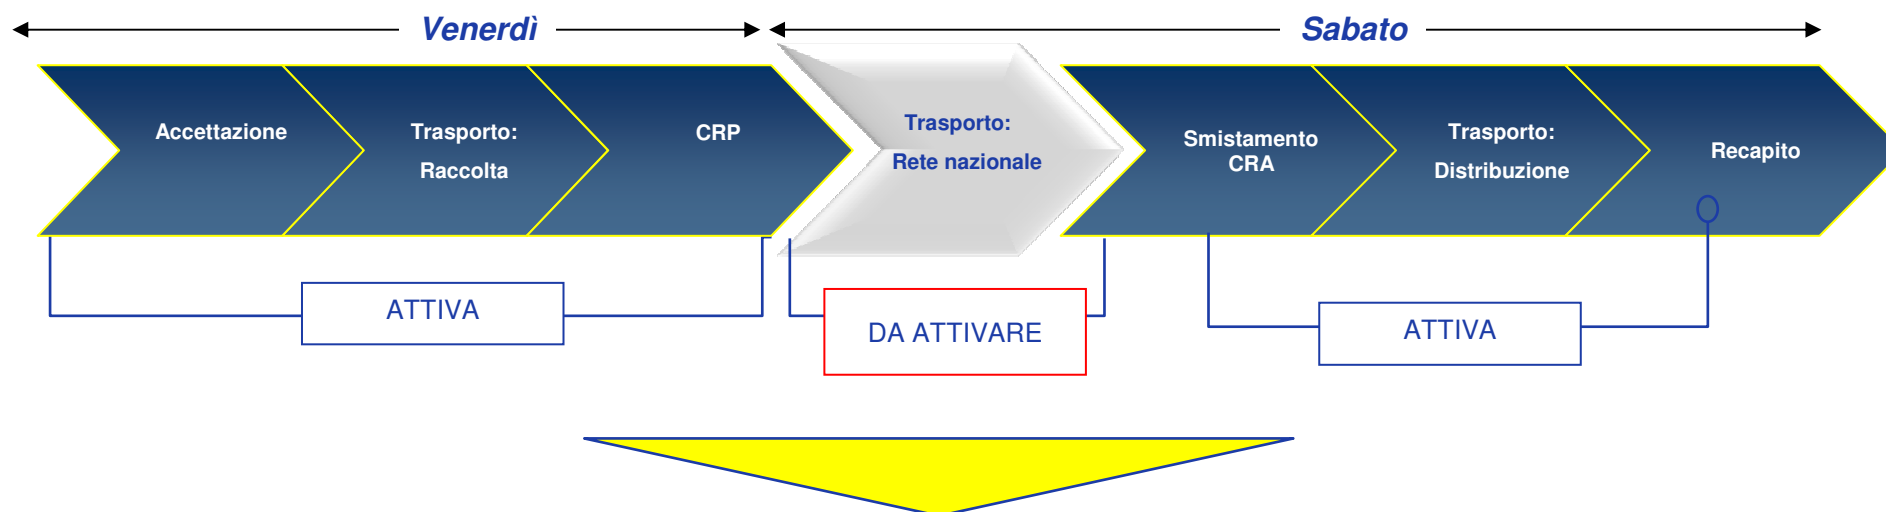 Venerdì
Sabato
Accettazione
Trasporto:
Raccolta
CRP
Trasporto:
Rete nazionale
Smistamento
CRA
Trasporto:
Distribuzione
Recapito
ATTIVA
DA ATTIVARE
ATTIVA